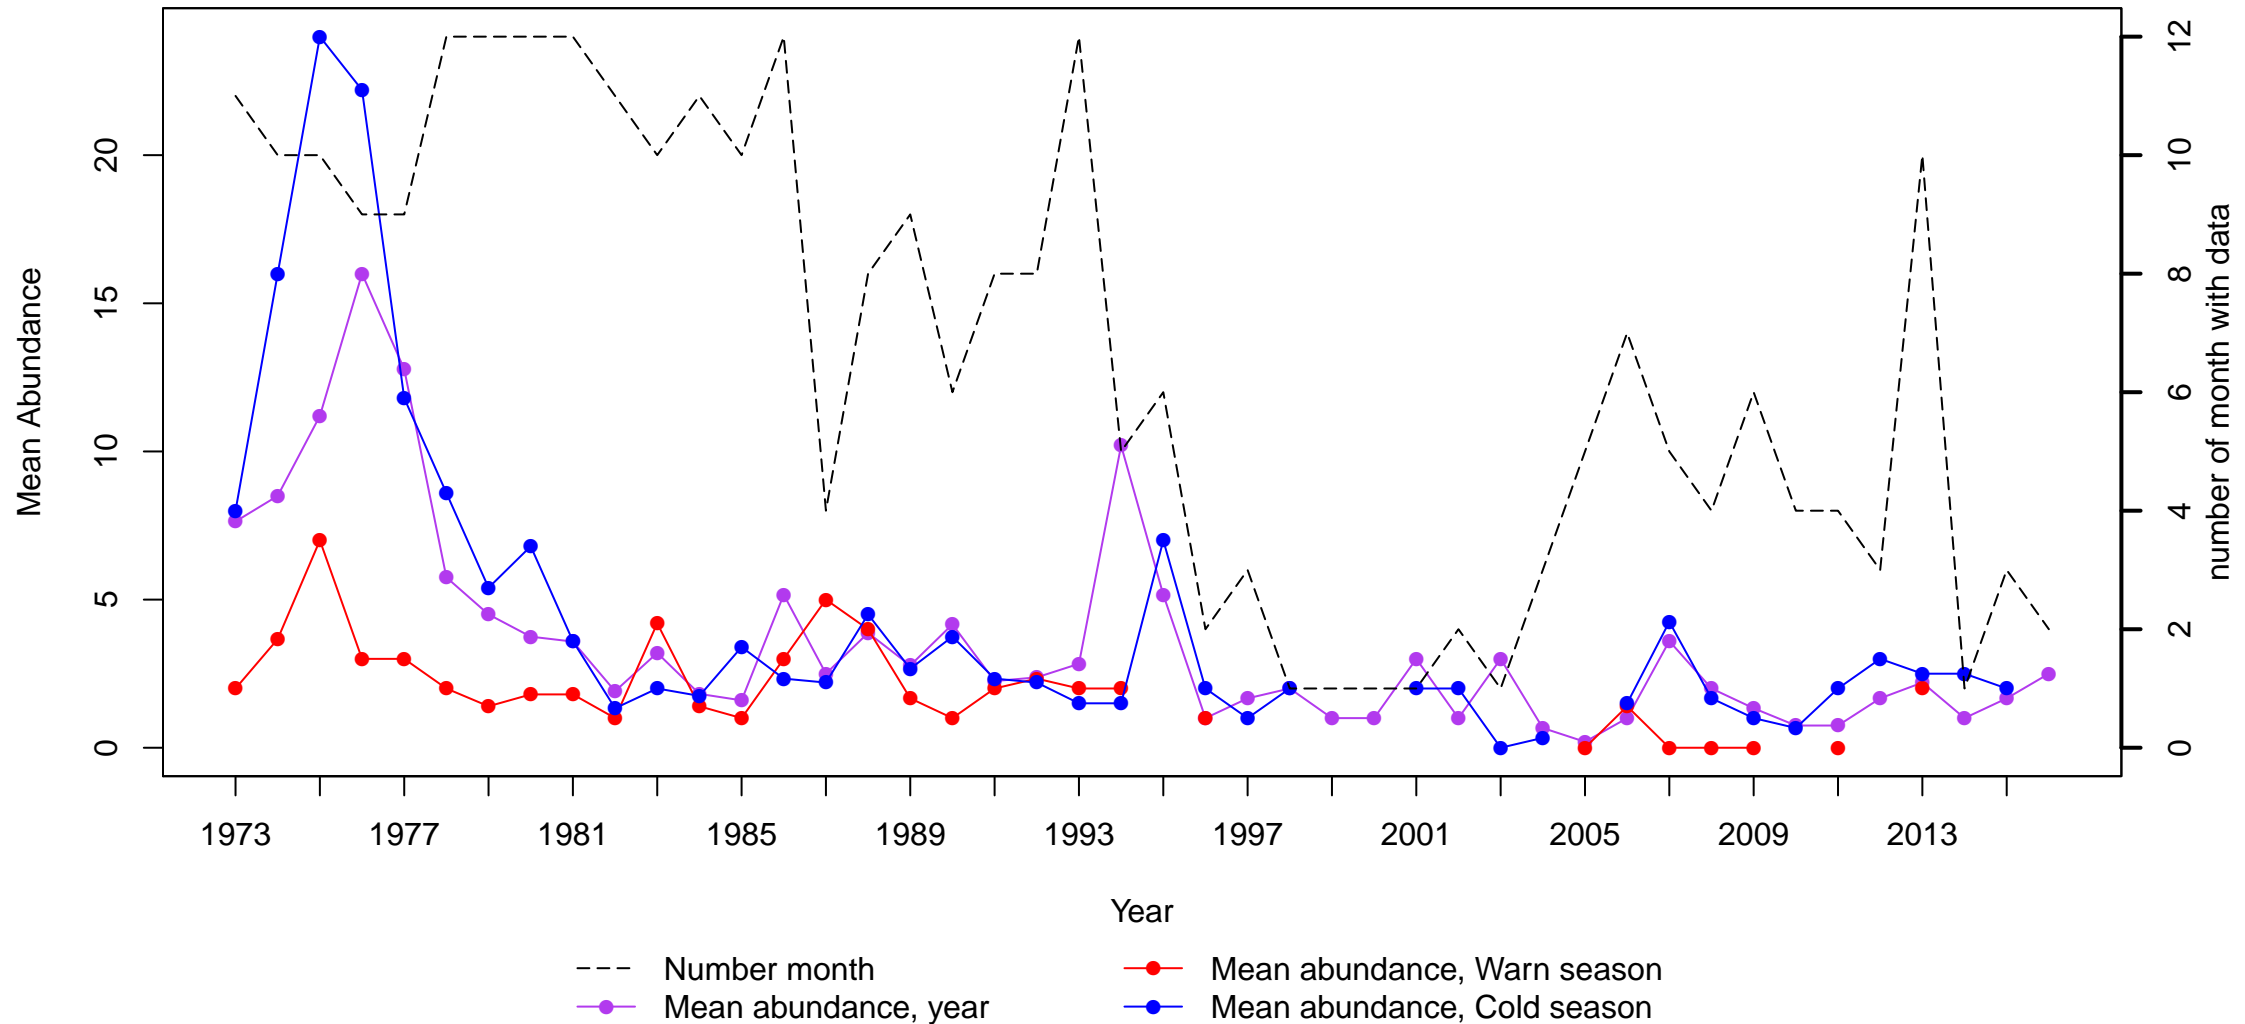 Mean Abundance
0 5 10 15 20
number of month with data
0 2 4 6 8 10 12
1973 1977 1981 1985 1989 1993 1997 2001 2005 2009 2013
Year
Number month
Mean abundance, year
Mean abundance, Warn season
Mean abundance, Cold season